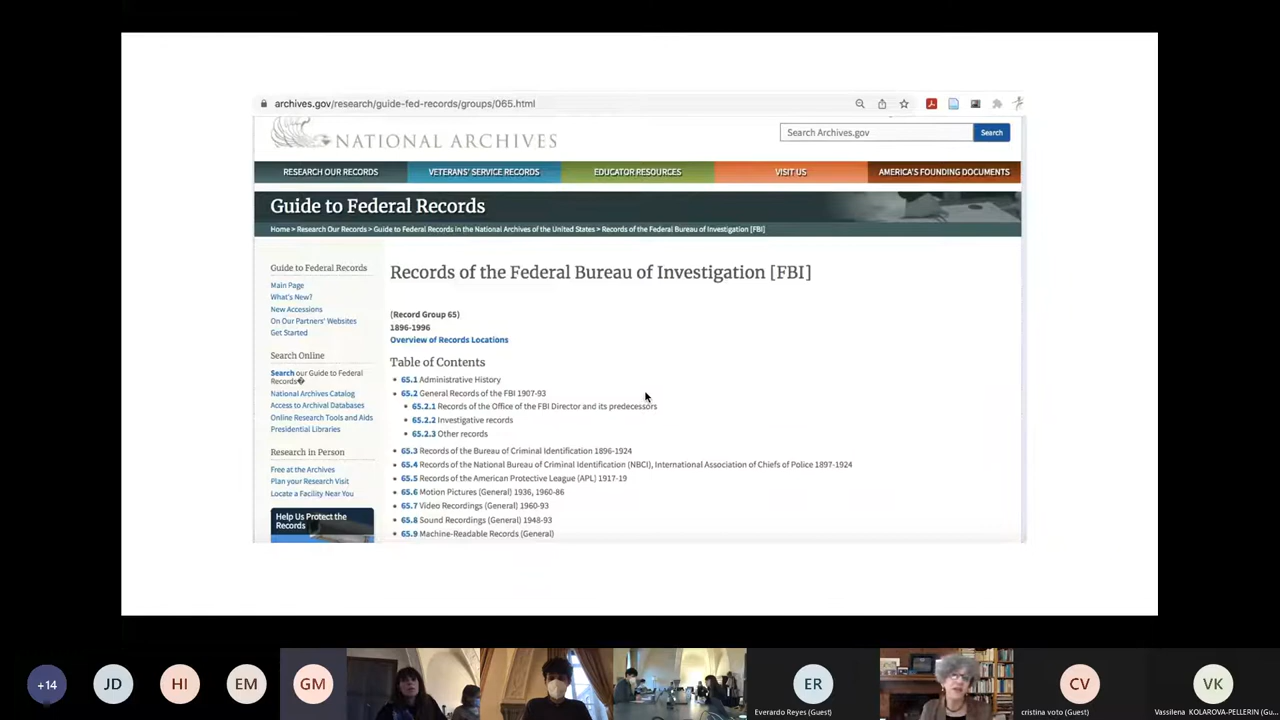 archives.gov/research/guide-fed-records/groups/065.html
NATIONAL ARCHIVES
Search Archives.gov
Search
RESEARCH OUR RECORDS
VETERANS' SERVICE RECORDS
EDUCATOR RESOURCES
VISIT US
AMERICA'S FOUNDING DOCUMENTS
Guide to Federal Records
Home > Research Our Records > Guide to Federal Records in the National Archives of the United States > Records of the Federal Bureau of Investigation [FBI]
Guide to Federal Records
Main Page
What's New?
New Accessions
On Our Partners' Websites
Get Started
Search Online
Search our Guide to Federal
Records�
National Archives Catalog
Access to Archival Databases
Online Research Tools and Aids
Presidential Libraries
Research in Person
Free at the Archives
Plan your Research Visit
Locate a Facility Near You
Help Us Protect the
Records
Records of the Federal Bureau of Investigation [FBI]
(Record Group 65)
1896-1996
Overview of Records Locations
Table of Contents
65.1 Administrative History
65.2 General Records of the FBI 1907-93
65.2.1 Records of the Office of the FBI Director and its predecessors
65.2.2 Investigative records
65.2.3 Other records
65.3 Records of the Bureau of Criminal Identification 1896-1924
65.4 Records of the National Bureau of Criminal Identification (NBCI), International Association of Chiefs of Police 1897-1924
65.5 Records of the American Protective League (APL) 1917-19
65.6 Motion Pictures (General) 1936, 1960-86
65.7 Video Recordings (General) 1960-93
65.8 Sound Recordings (General) 1948-93
65.9 Machine-Readable Records (General)
+14
JD
HI
EM
GM
ER
Everardo Reyes (Guest)
CV
cristina voto (Guest)
VK
Vassilena KOLAROVA-PELLERIN (Gu...